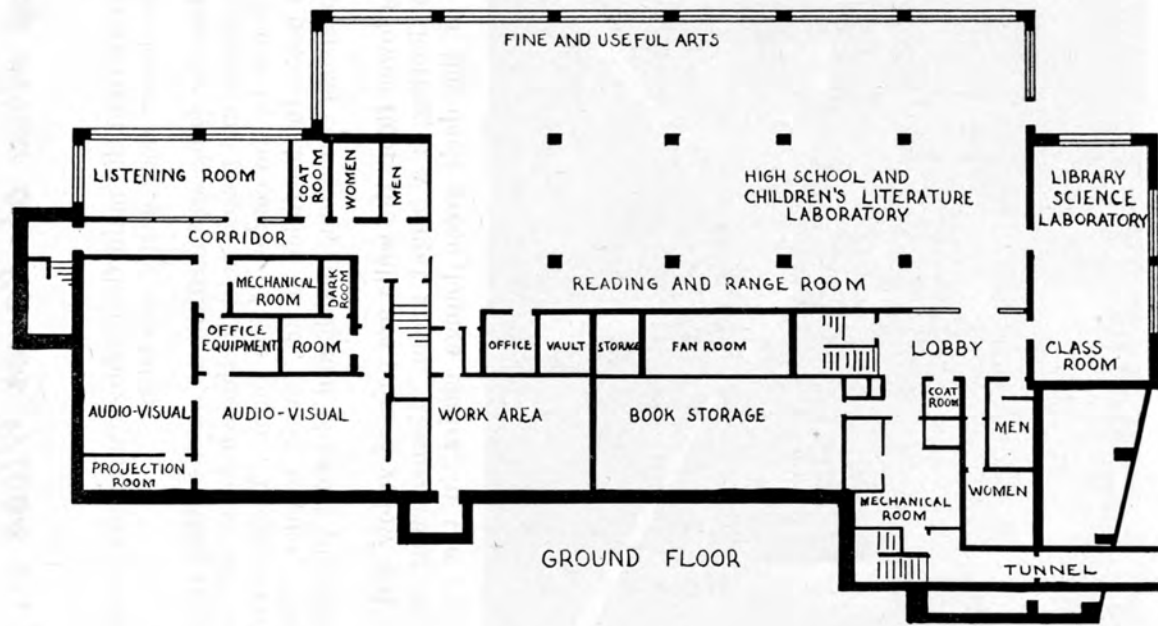 FINE AND USEFUL ARTS
LISTENING ROOM
COAT
ROOM
WOMEN
MEN
HIGH SCHOOL AND
CHILDREN'S LITERATURE
LABORATORY
LIBRARY
SCIENCE
LABORATORY
CORRIDOR
MECHANICAL
ROOM
DARK
ROOM
READING AND RANGE ROOM
OFFICE
EQUIPMENT
ROOM
OFFICE
VAULT
STORAGE
FAN ROOM
LOBBY
CLASS
ROOM
AUDIO-VISUAL
AUDIO-VISUAL
WORK AREA
BOOK STORAGE
COAT
ROOM
MEN
PROJECTION
ROOM
WOMEN
MECHANICAL
ROOM
GROUND FLOOR
TUNNEL